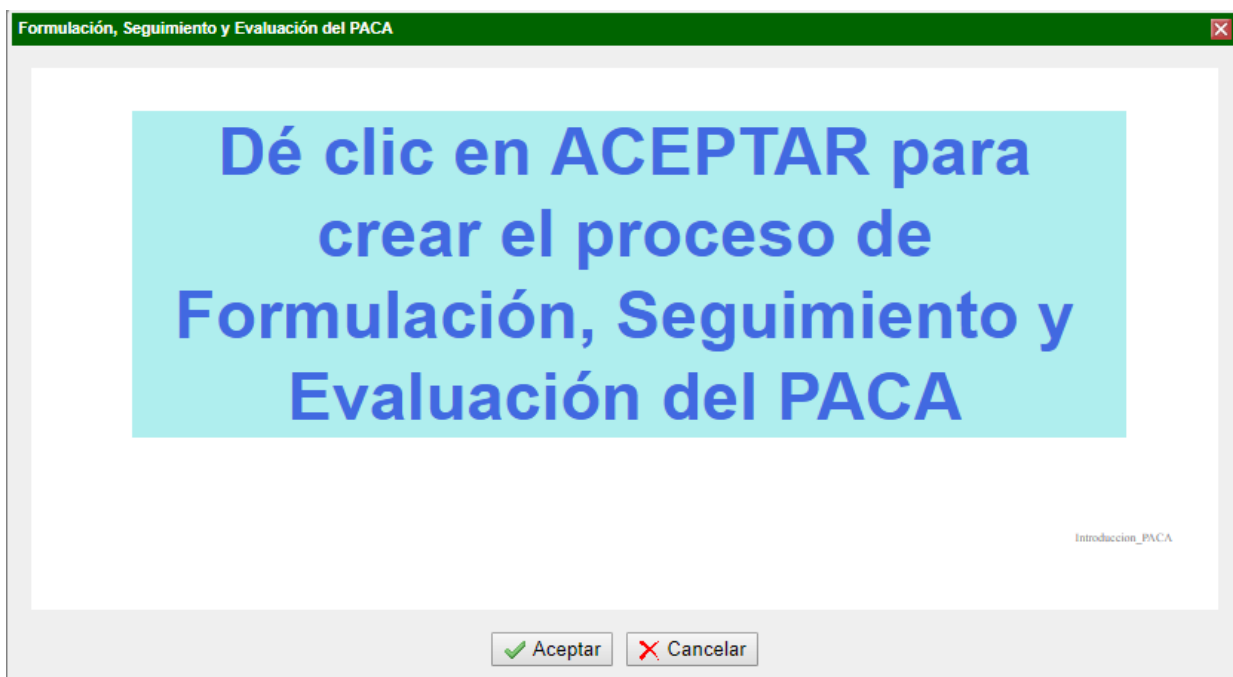 Formulación, Seguimiento y Evaluación del PACA
Dé clic en ACEPTAR para
crear el proceso de
Formulación, Seguimiento y
Evaluación del PACA
Introduccion_PACA
Aceptar
Cancelar